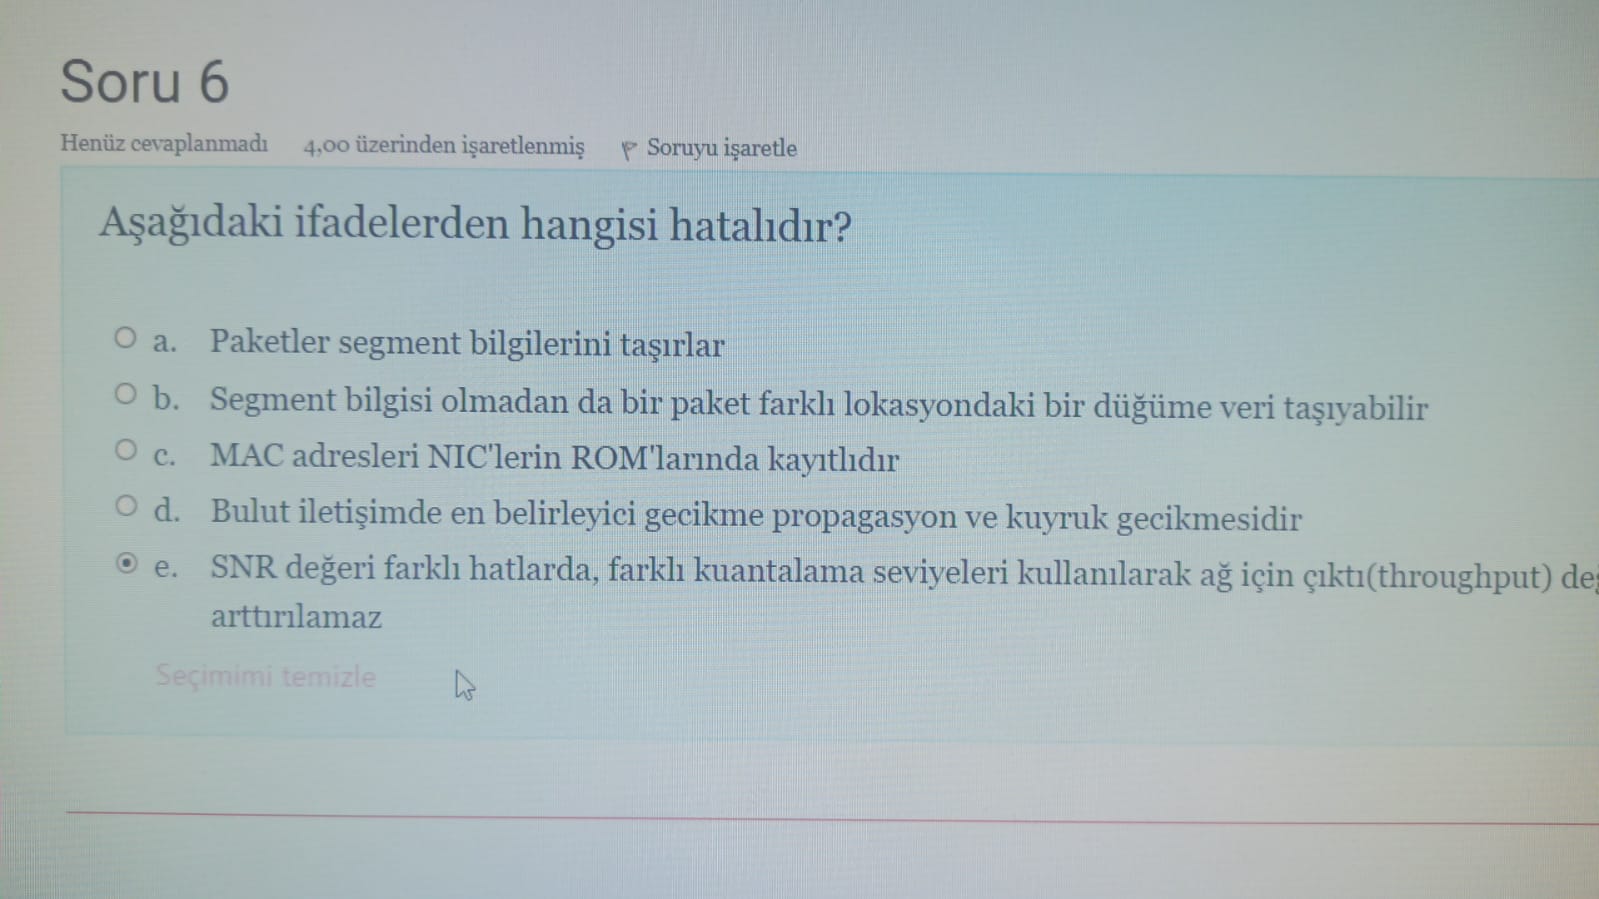 Soru 6
Henüz cevaplanmadı 4,00 üzerinden işaretlenmiş Soruyu işaretle
Aşağıdaki ifadelerden hangisi hatalıdır?
a. Paketler segment bilgilerini taşırlar
b. Segment bilgisi olmadan da bir paket farklı lokasyondaki bir düğüme veri taşıyabilir
c. MAC adresleri NIC'lerin ROM'larında kayıtlıdır
d. Bulut iletişimde en belirleyici gecikme propagasyon ve kuyruk gecikmesidir
e. SNR değeri farklı hatlarda, farklı kuantalama seviyeleri kullanılarak ağ için çıktı(throughput)
arttırılamaz
Seçimimi temizle